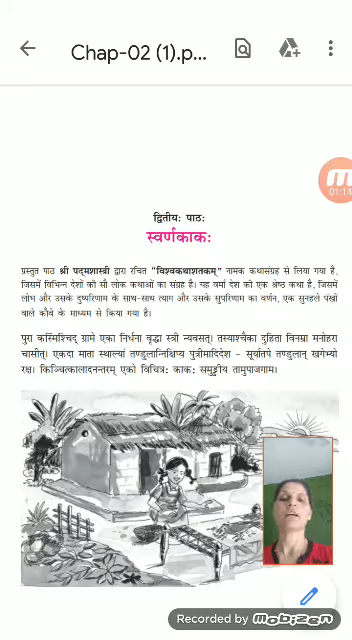 Chap-02 (1).p...
01:14
द्वितीयः पाठः
स्वर्णकाकः
प्रस्तुत पाठ श्री पद्मशास्त्री द्वारा रचित "विश्वकथाशतकम्" नामक कथासंग्रह से लिया गया है,
जिसमें विभिन्न देशों की सौ लोक कथाओं का संग्रह है। यह वर्मा देश की एक श्रेष्ठ कथा है, जिसमें
लोभ और उसके दुष्परिणाम के साथ-साथ त्याग और उसके सुपरिणाम का वर्णन, एक सुनहले पंखों
वाले कौवे के माध्यम से किया गया है।
पुरा कस्मिंश्चिद् ग्रामे एका निर्धना वृद्धा स्त्री न्यवसत्। तस्याश्चैका दुहिता विनम्रा मनोहरा
चासीत्। एकदा माता स्थाल्यां तण्डुलान्निक्षिप्य पुत्रीमादिदेश - सूर्यातपे तण्डुलान् खगेभ्यो
रक्ष। किञ्चित्कालादनन्तरम् एको विचित्रः काकः समुड्डीय तामुपाजगाम।
Recorded by mobizen